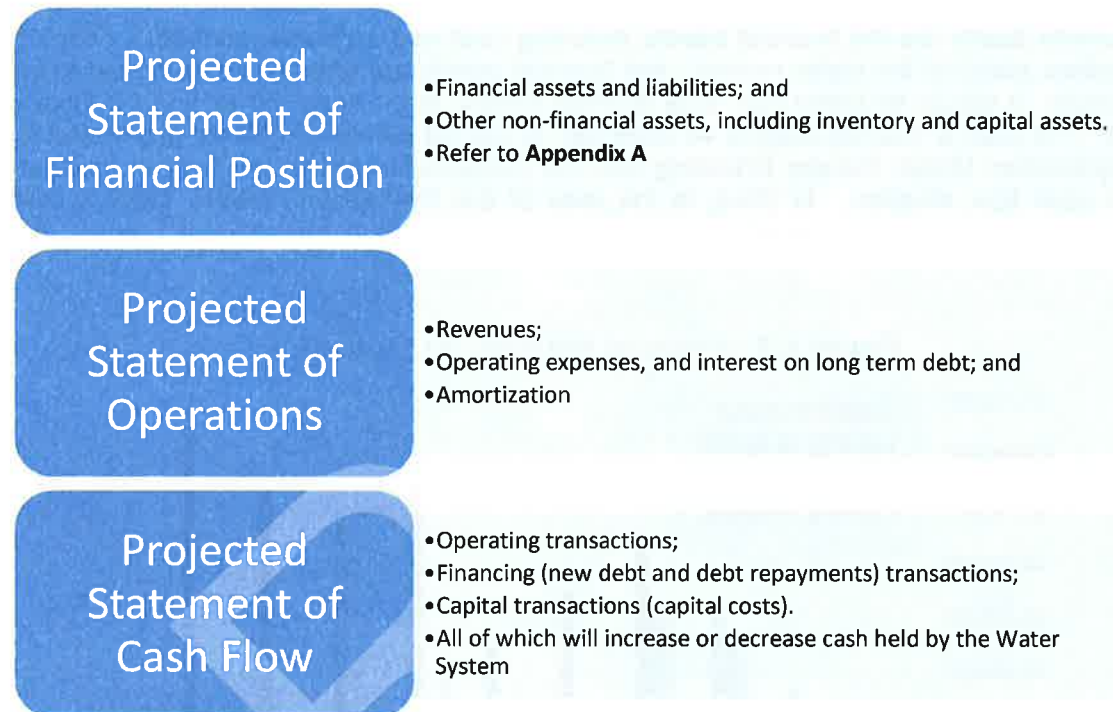 Projected
Statement of
Financial Position
•Financial assets and liabilities; and
•Other non-financial assets, including inventory and capital assets.
•Refer to Appendix A
Projected
Statement of
Operations
•Revenues;
•Operating expenses, and interest on long term debt; and
•Amortization
Projected
Statement of
Cash Flow
•Operating transactions;
•Financing (new debt and debt repayments) transactions;
•Capital transactions (capital costs).
•All of which will increase or decrease cash held by the Water
System